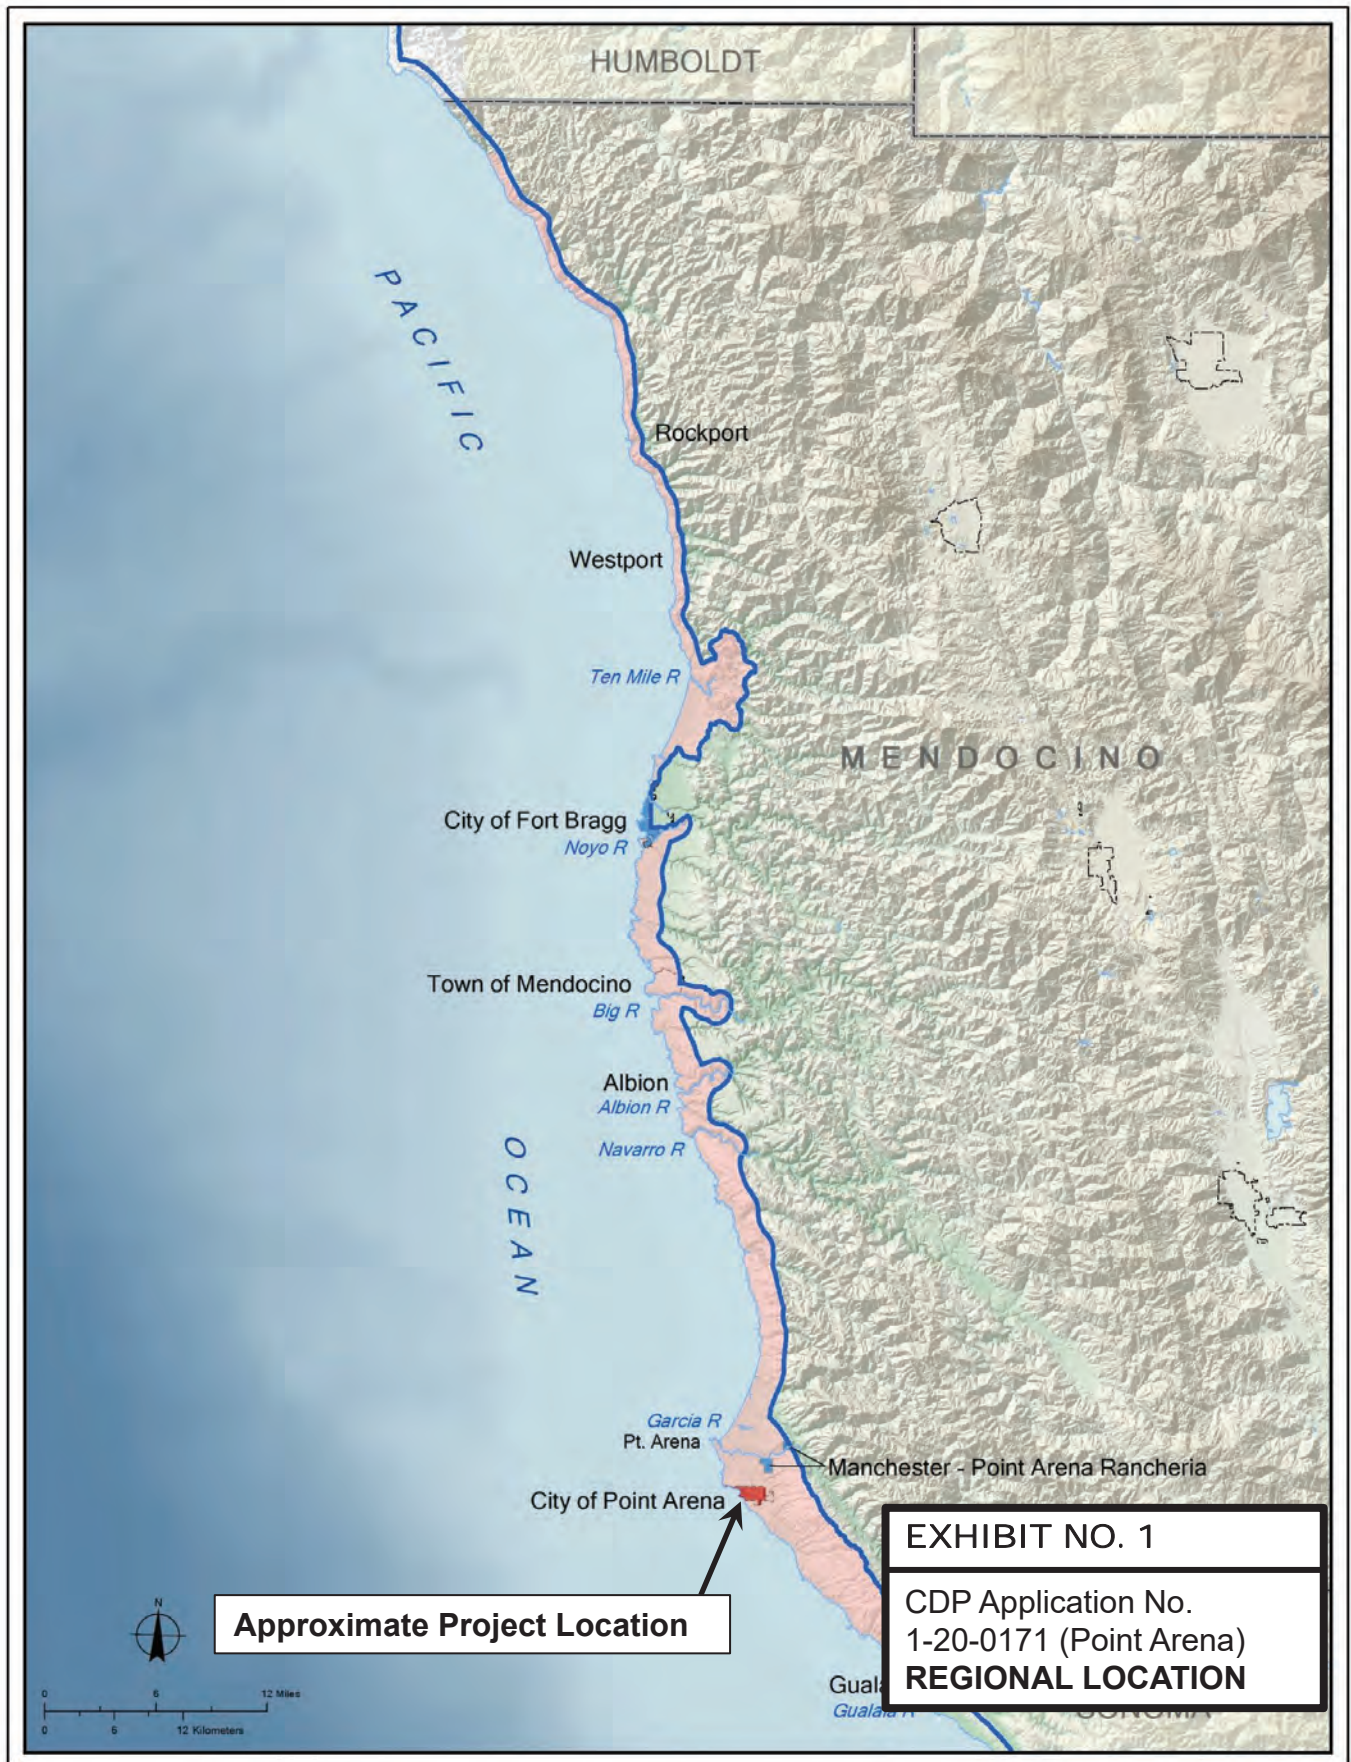 HUMBOLDT
PACIFIC
Rockport
Westport
Ten Mile R
MENDOCINO
City of Fort Bragg
Noyo R
Town of Mendocino
Big R
Albion
Albion R
Navarro R
OCEAN
Garcia R
Pt. Arena
Manchester - Point Arena Rancheria
City of Point Arena
EXHIBIT NO. 1
CDP Application No.
1-20-0171 (Point Arena)
REGIONAL LOCATION
Approximate Project Location
N
0 6 12 Miles
0 6 12 Kilometers
Gualala R
SONOMA